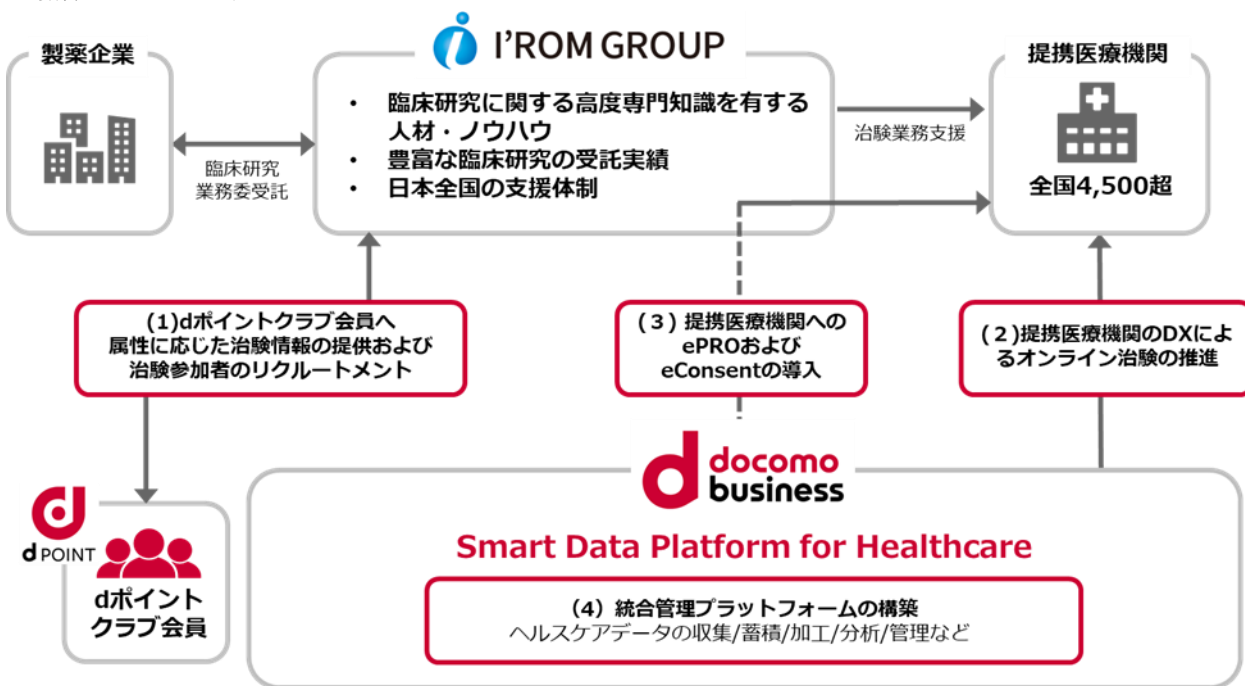 製薬企業
臨床研究
業務委受託
I'ROM GROUP
• 臨床研究に関する高度専門知識を有する
人材・ノウハウ
• 豊富な臨床研究の受託実績
• 日本全国の支援体制
治験業務支援
提携医療機関
全国4,500超
(1)dポイントクラブ会員へ
属性に応じた治験情報の提供および
治験参加者のリクルートメント
(3)提携医療機関への
ePROおよび
eConsentの導入
(2)提携医療機関のDXによ
るオンライン治験の推進
d POINT
dポイント
クラブ会員
docomo
business
Smart Data Platform for Healthcare
(4) 統合管理プラットフォームの構築
ヘルスケアデータの収集/蓄積/加工/分析/管理など